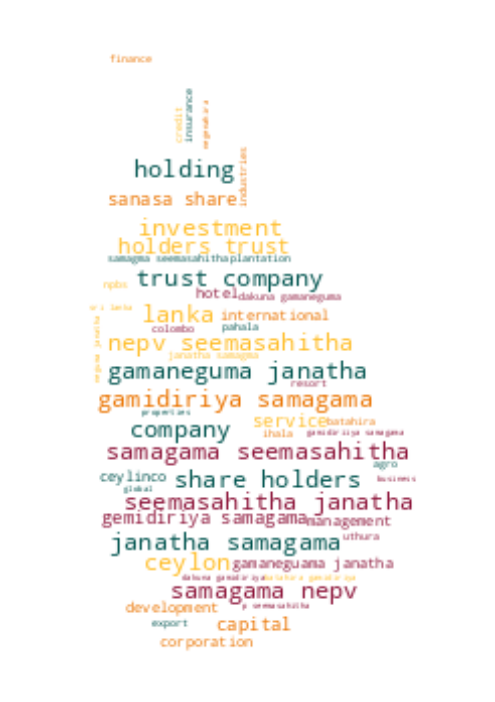 finance
credit
insurance
holding
industries
sanasa share
investment
holders trust
samagma seemasahitha plantation
trust company
npbs
hotel dakuna gamaneguma
lanka international
colombo pahala
nepv seemasahitha
janatha samagma
gamaneguma janatha
resort
gamidiriya samagama
properties
service batahira
company ihala gamidiriya samagama
samagama seemasahitha
agro
ceylinco share holders business
global
seemasahitha janatha
gemidiriya samagama management
janatha samagama uthura
ceylon gamaneguama janatha
dakuna gamidiriya batahira gamidiriya
samagama nepv
development p seemasahitha
export capital
corporation